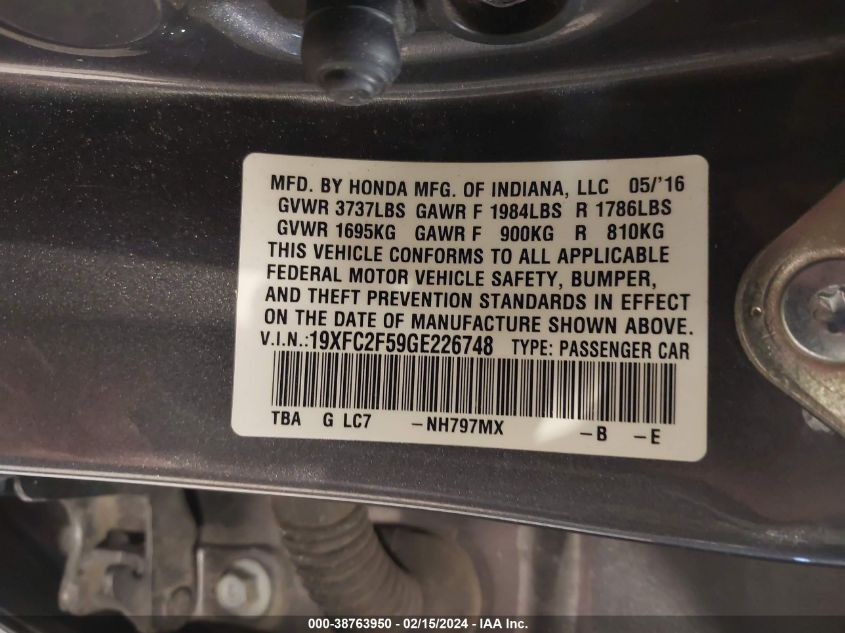 MFD. BY HONDA MFG. OF INDIANA, LLC 05/'16
GVWR 3737LBS GAWR F 1984LBS R 1786LBS
GVWR 1695KG GAWR F 900KG R 810KG
THIS VEHICLE CONFORMS TO ALL APPLICABLE
FEDERAL MOTOR VEHICLE SAFETY, BUMPER,
AND THEFT PREVENTION STANDARDS IN EFFECT
ON THE DATE OF MANUFACTURE SHOWN ABOVE.
V.I.N.:19XFC2F59GE226748 TYPE: PASSENGER CAR
TBA G LC7 -NH797MX -B -E
000-38763950 - 02/15/2024 - IAA Inc.